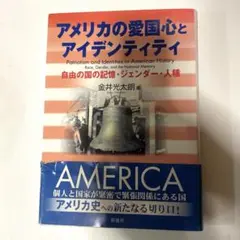 アメリカの愛国心と
アイデンティティ
Patriotism and Identities in American History
Race, Gender, and the National Memory
自由の国の記憶・ジェンダー・人種
金井光太朗 編
AMERICA
個人と国家が緊密で緊張関係にある国
アメリカ史への新たなる切り口!